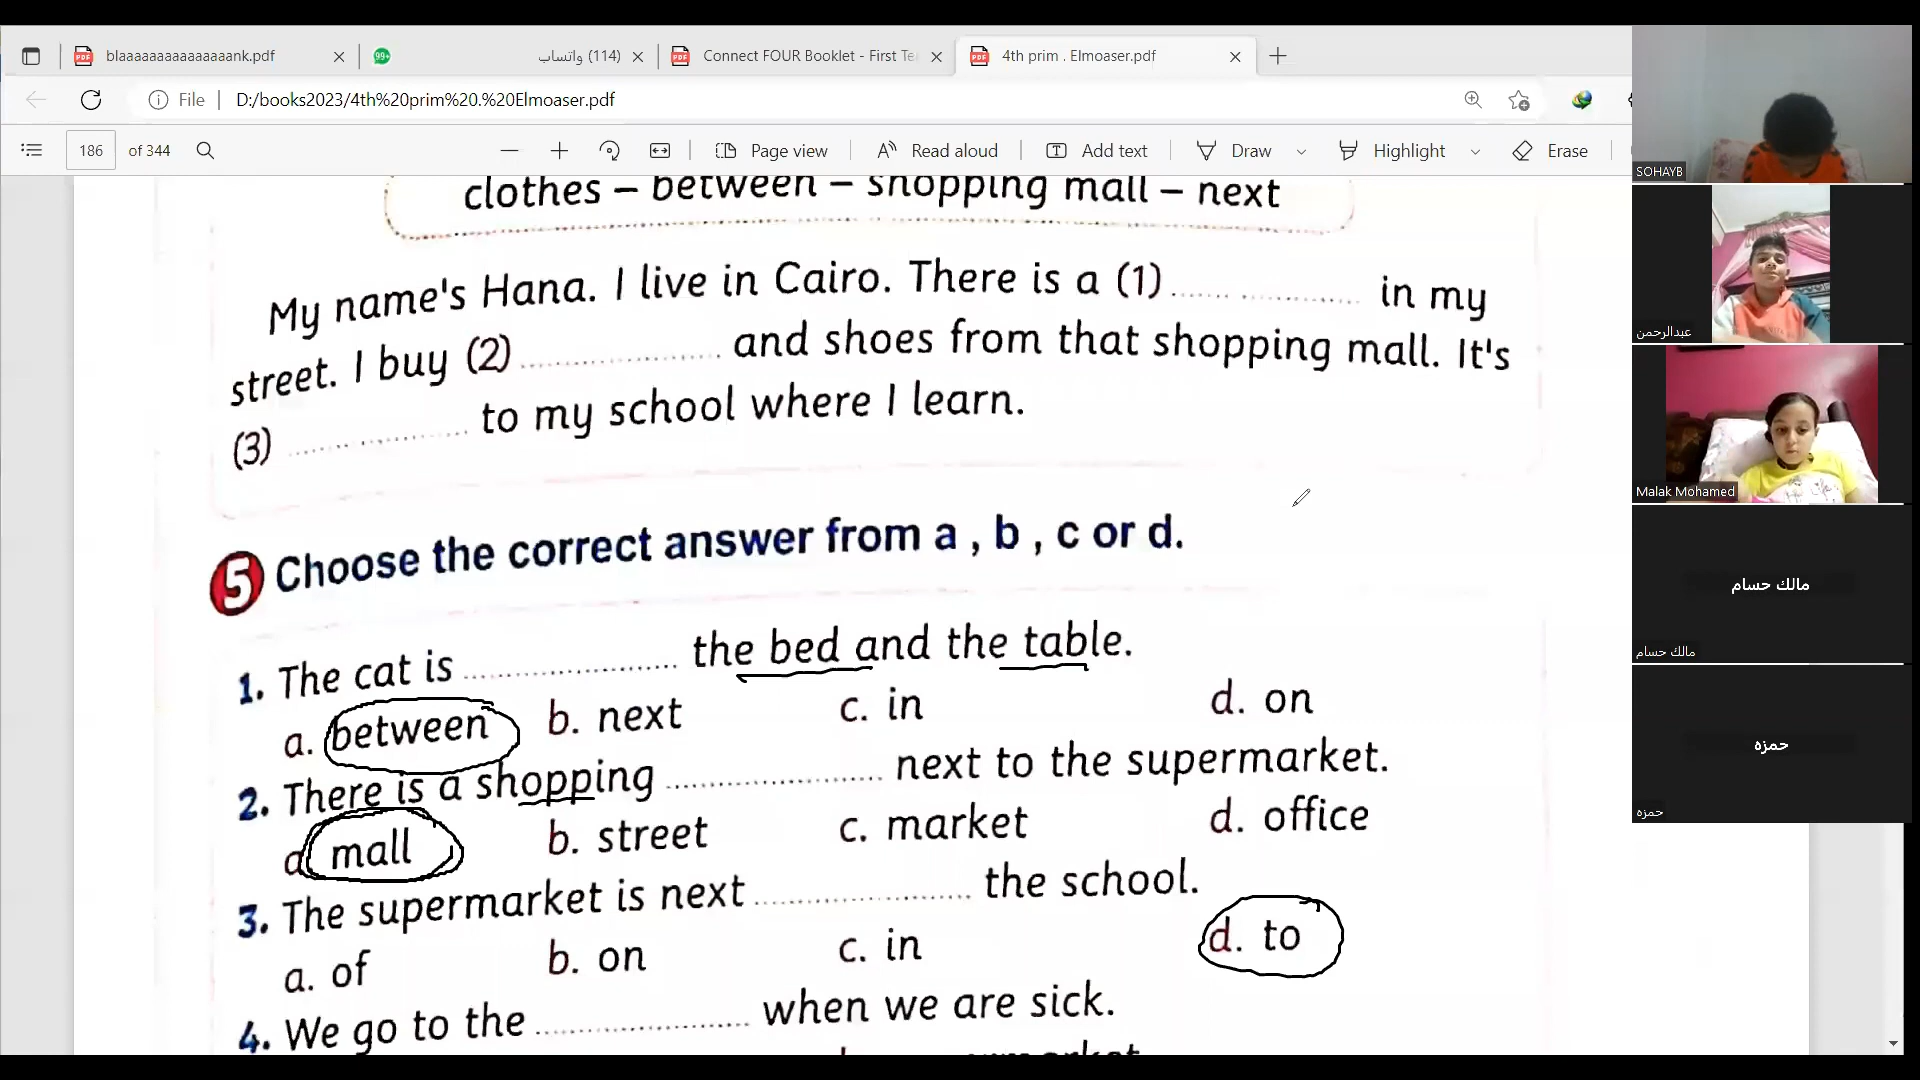 blaaaaaaaaaaaaaaank.pdf
99+
(114) واتساب
Connect FOUR Booklet - First Te
4th prim . Elmoaser.pdf
File
D:/books2023/4th%20prim%20.%20Elmoaser.pdf
186 of 344
Page view
Read aloud
Add text
Draw
Highlight
Erase
clothes – between – shopping mall – next
My name's Hana. I live in Cairo. There is a (1) .................... in my
street. I buy (2) .................... and shoes from that shopping mall. It's
(3) .................... to my school where I learn.
5 Choose the correct answer from a , b , c or d.
1. The cat is .................... the bed and the table.
a. between b. next c. in d. on
2. There is a shopping .................... next to the supermarket.
a mall b. street c. market d. office
3. The supermarket is next .................... the school.
a. of b. on c. in d. to
4. We go to the .................... when we are sick.
SOHAYB
عبدالرحمن
Malak Mohamed
مالك حسام
مالك حسام
حمزه
حمزه